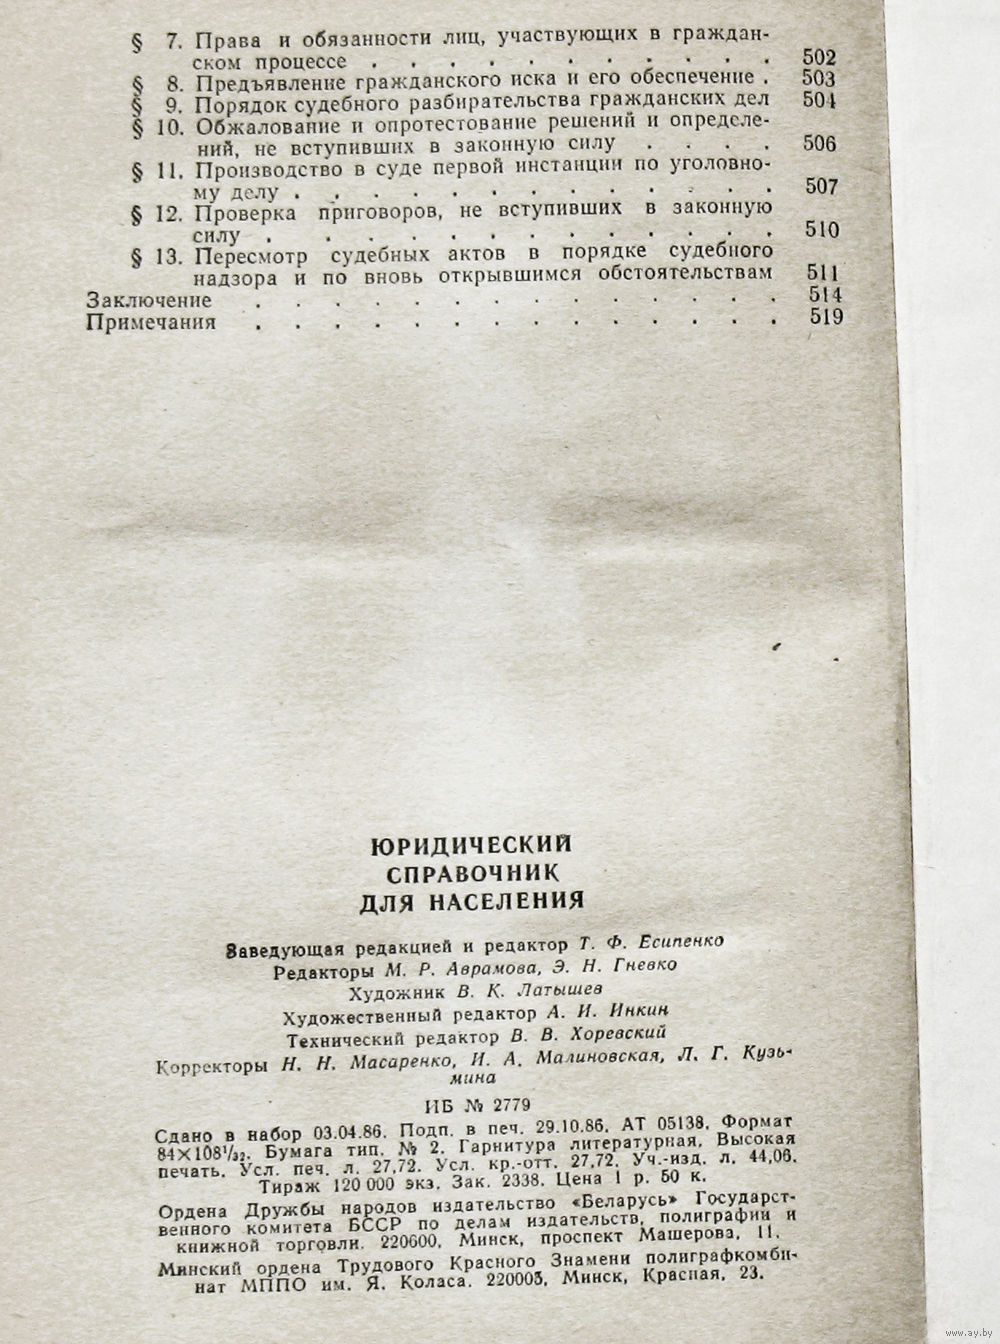 § 7. Права и обязанности лиц, участвующих в граждан-
ском процессе . . . . . . . . . . . 502
§ 8. Предъявление гражданского иска и его обеспечение . 503
§ 9. Порядок судебного разбирательства гражданских дел 504
§ 10. Обжалование и опротестование решений и определе-
ний, не вступивших в законную силу . . . . 506
§ 11. Производство в суде первой инстанции по уголовно-
му делу . . . . . . . . . . . . . 507
§ 12. Проверка приговоров, не вступивших в законную
силу . . . . . . . . . . . . . 510
§ 13. Пересмотр судебных актов в порядке судебного
надзора и по вновь открывшимся обстоятельствам 511
Заключение . . . . . . . . . . . . . . 514
Примечания . . . . . . . . . . . . . . 519
ЮРИДИЧЕСКИЙ
СПРАВОЧНИК
ДЛЯ НАСЕЛЕНИЯ
Заведующая редакцией и редактор Т. Ф. Есипенко
Редакторы М. Р. Аврамова, Э. Н. Гневко
Художник В. К. Латышев
Художественный редактор А. И. Инкин
Технический редактор В. В. Хоревский
Корректоры Н. Н. Масаренко, И. А. Малиновская, Л. Г. Кузь-
мина
ИБ № 2779
Сдано в набор 03.04.86. Подп. в печ. 29.10.86. АТ 05138. Формат
84×108¹/₃₂. Бумага тип. № 2. Гарнитура литературная. Высокая
печать. Усл. печ. л. 27,72. Усл. кр.-отт. 27,72. Уч.-изд. л. 44,06.
Тираж 120 000 экз. Зак. 2338. Цена 1 р. 50 к.
Ордена Дружбы народов издательство «Беларусь» Государст-
венного комитета БССР по делам издательств, полиграфии и
книжной торговли. 220600, Минск, проспект Машерова, 11.
Минский ордена Трудового Красного Знамени полиграфкомби-
нат МППО им. Я. Коласа. 220005, Минск, Красная, 23.
www.ay.by